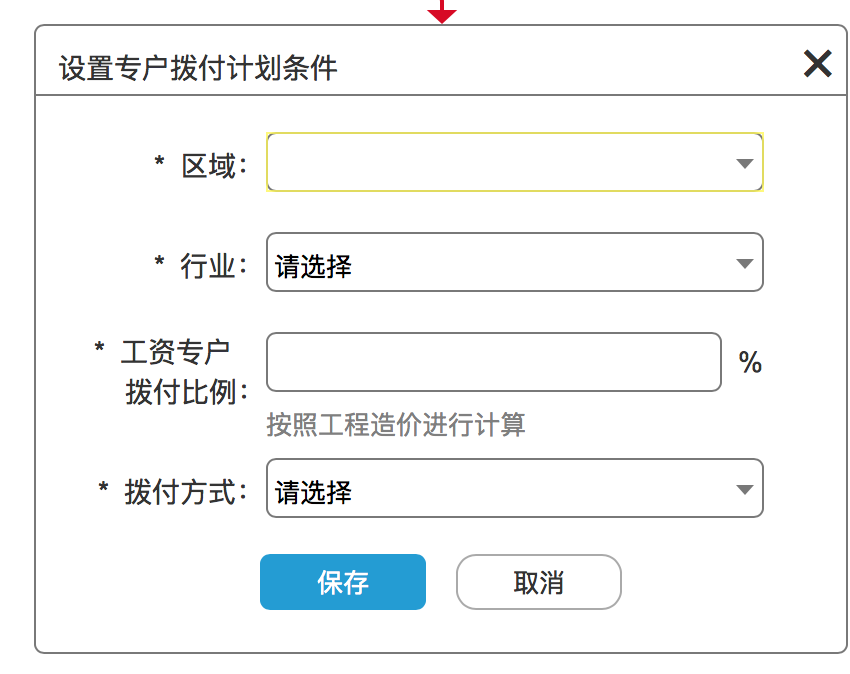 设置专户拨付计划条件
* 区域：
* 行业： 请选择
* 工资专户
拨付比例： %
按照工程造价进行计算
* 拨付方式： 请选择
保存 取消